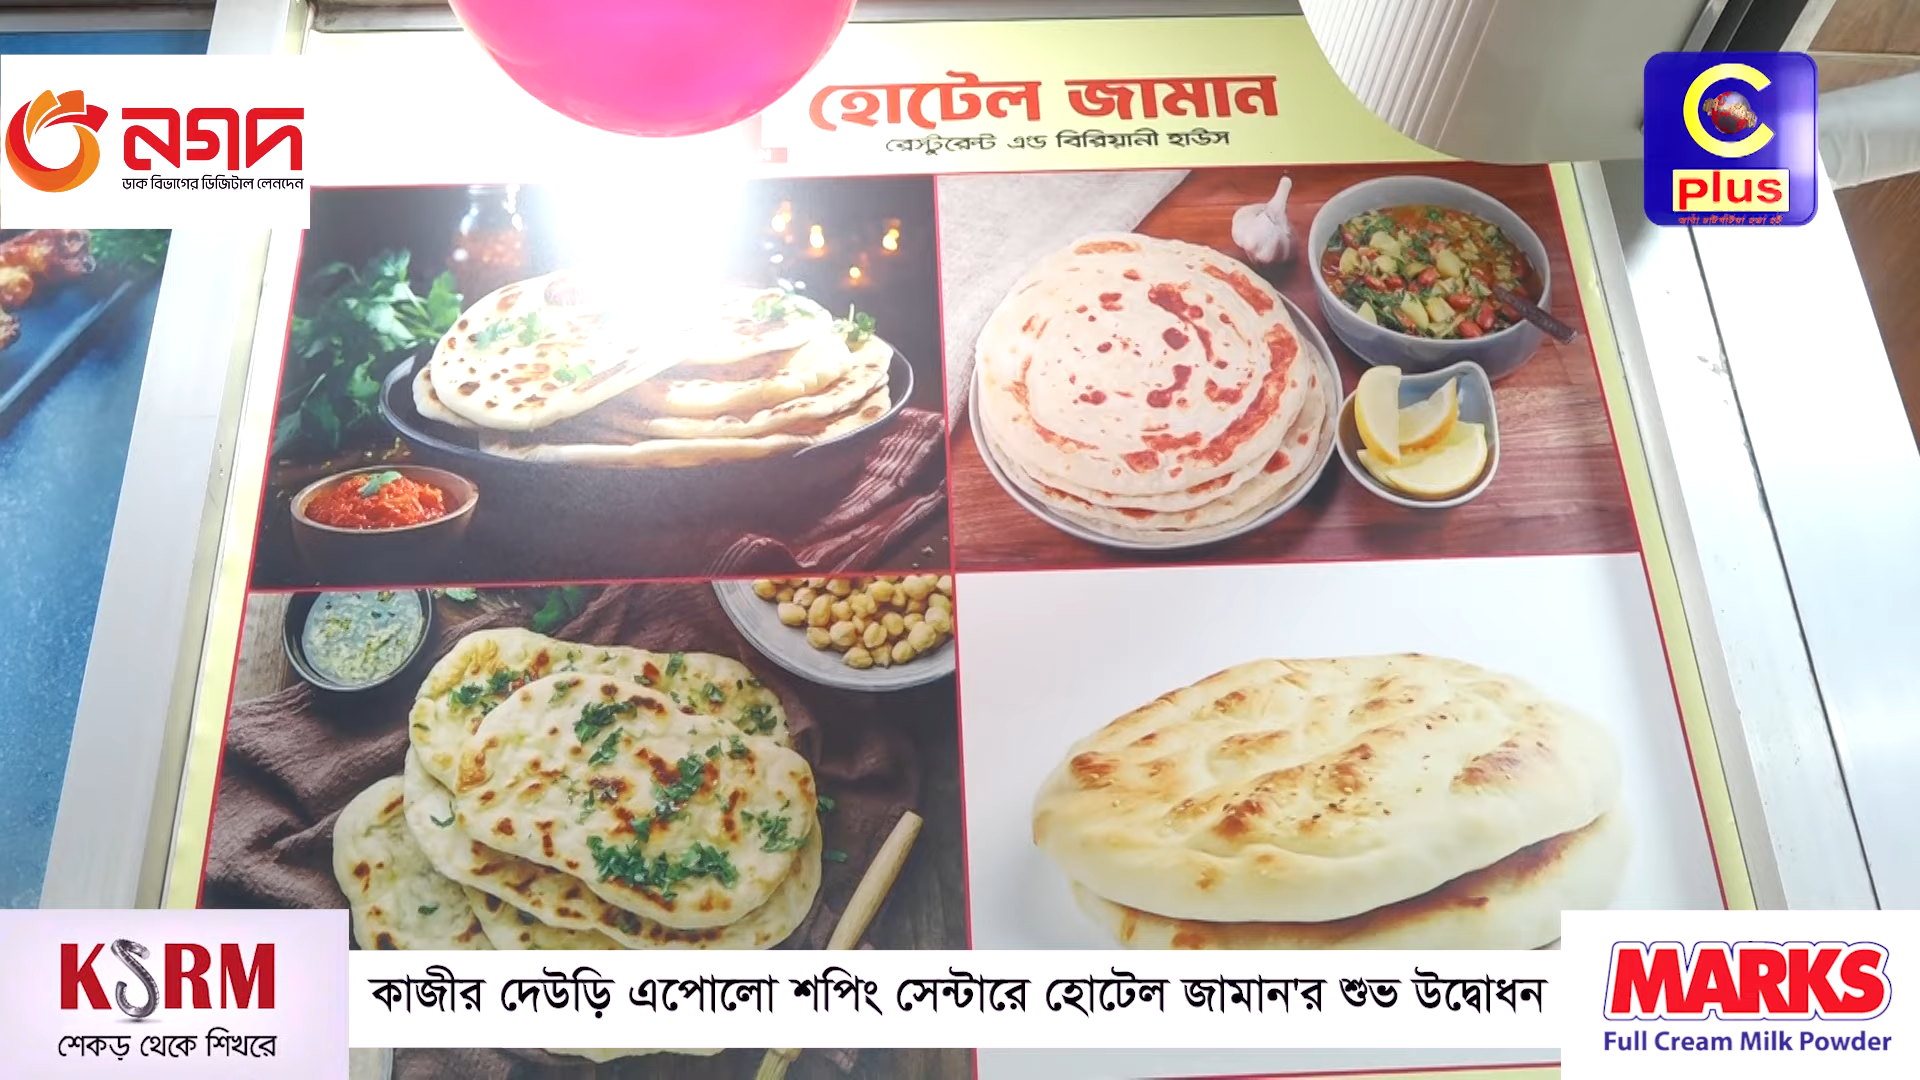 নগদ
ডাক বিভাগের ডিজিটাল লেনদেন
হোটেল জামান
রেস্টুরেন্ট এন্ড বিরিয়ানী হাউস
C
plus
KSRM
শেকড় থেকে শিখরে
কাজীর দেউড়ি এপোলো শপিং সেন্টারে হোটেল জামান'র শুভ উদ্বোধন
MARKS
Full Cream Milk Powder